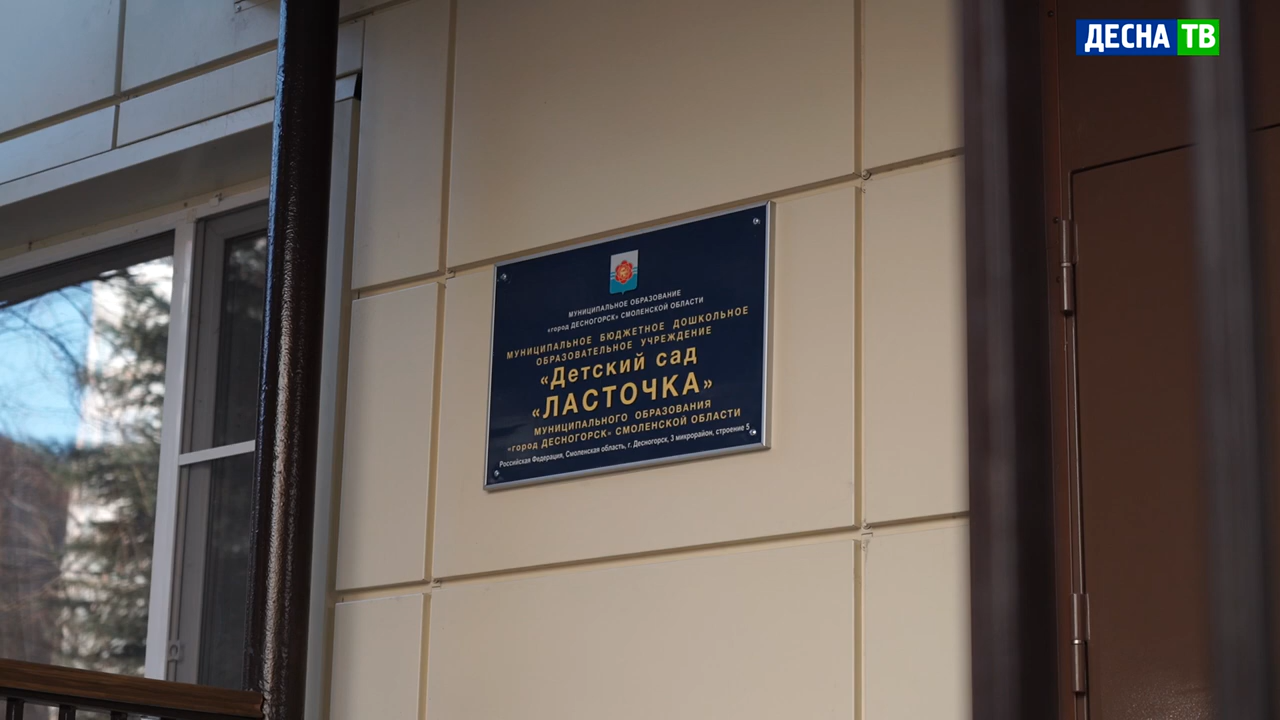 ДЕСНА ТВ
МУНИЦИПАЛЬНОЕ ОБРАЗОВАНИЕ
«город ДЕСНОГОРСК» СМОЛЕНСКОЙ ОБЛАСТИ
МУНИЦИПАЛЬНОЕ БЮДЖЕТНОЕ ДОШКОЛЬНОЕ
ОБРАЗОВАТЕЛЬНОЕ УЧРЕЖДЕНИЕ
«Детский сад
«ЛАСТОЧКА»
МУНИЦИПАЛЬНОГО ОБРАЗОВАНИЯ
«город ДЕСНОГОРСК» СМОЛЕНСКОЙ ОБЛАСТИ
Российская Федерация, Смоленская область, г. Десногорск, 3 микрорайон, строение 5